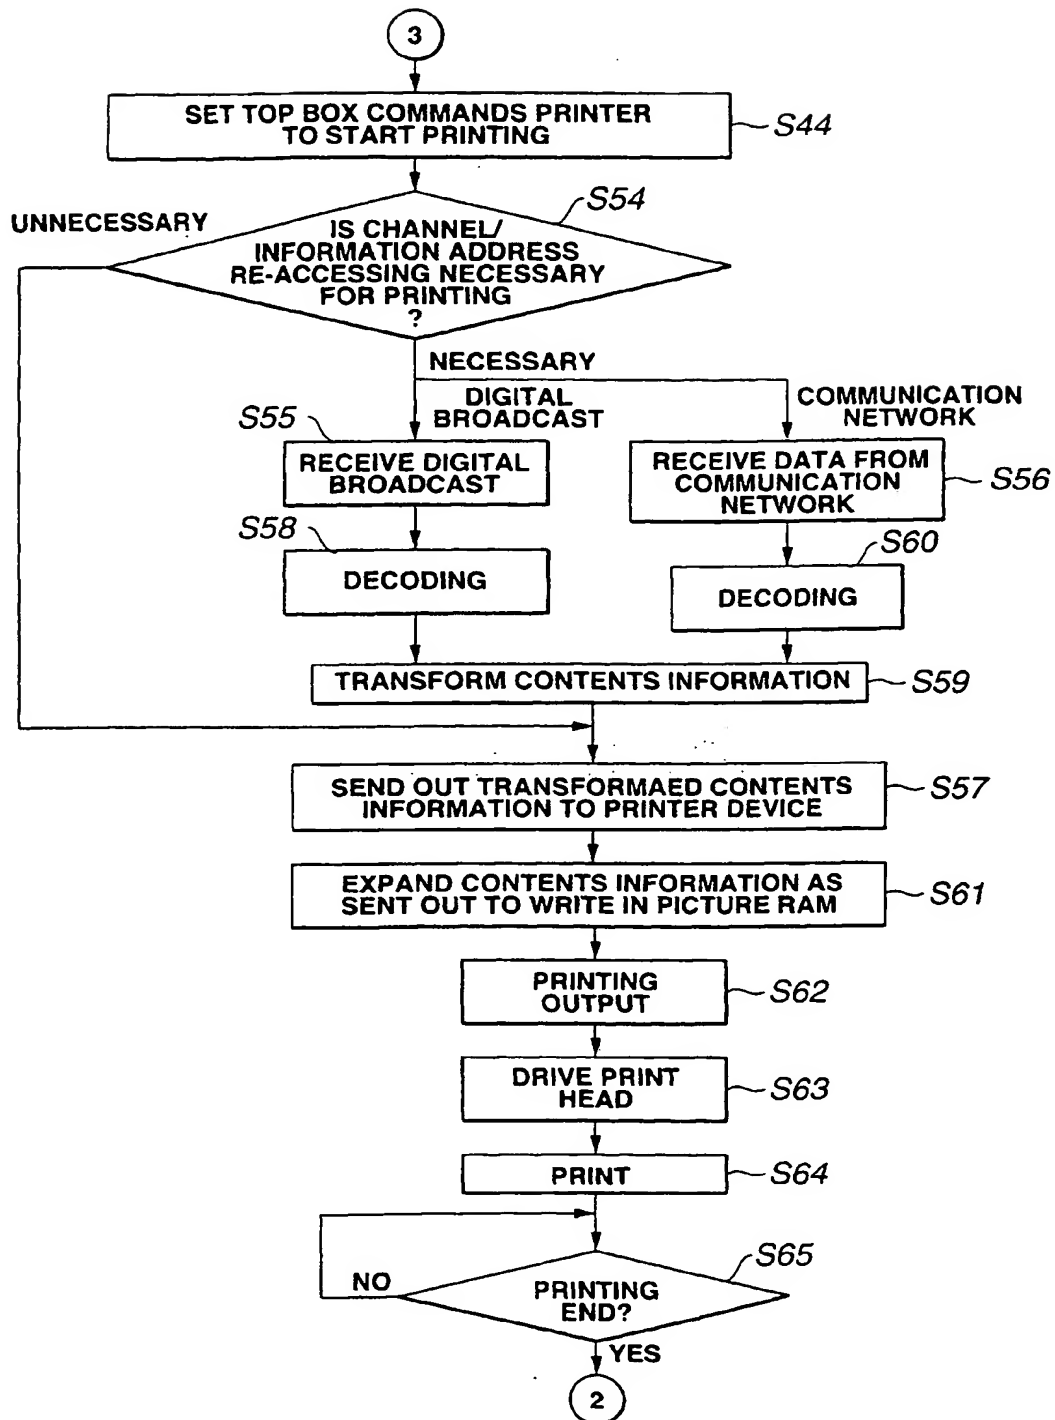 3
SET TOP BOX COMMANDS PRINTER
TO START PRINTING
S44
S54
UNNECESSARY
IS CHANNEL/
INFORMATION ADDRESS
RE-ACCESSING NECESSARY
FOR PRINTING
?
NECESSARY
DIGITAL
BROADCAST
COMMUNICATION
NETWORK
S55
RECEIVE DIGITAL
BROADCAST
RECEIVE DATA FROM
COMMUNICATION
NETWORK
S56
S58
DECODING
S60
DECODING
TRANSFORM CONTENTS INFORMATION
S59
SEND OUT TRANSFORMAED CONTENTS
INFORMATION TO PRINTER DEVICE
S57
EXPAND CONTENTS INFORMATION AS
SENT OUT TO WRITE IN PICTURE RAM
S61
PRINTING
OUTPUT
S62
DRIVE PRINT
HEAD
S63
PRINT
S64
S65
NO
PRINTING
END?
YES
2